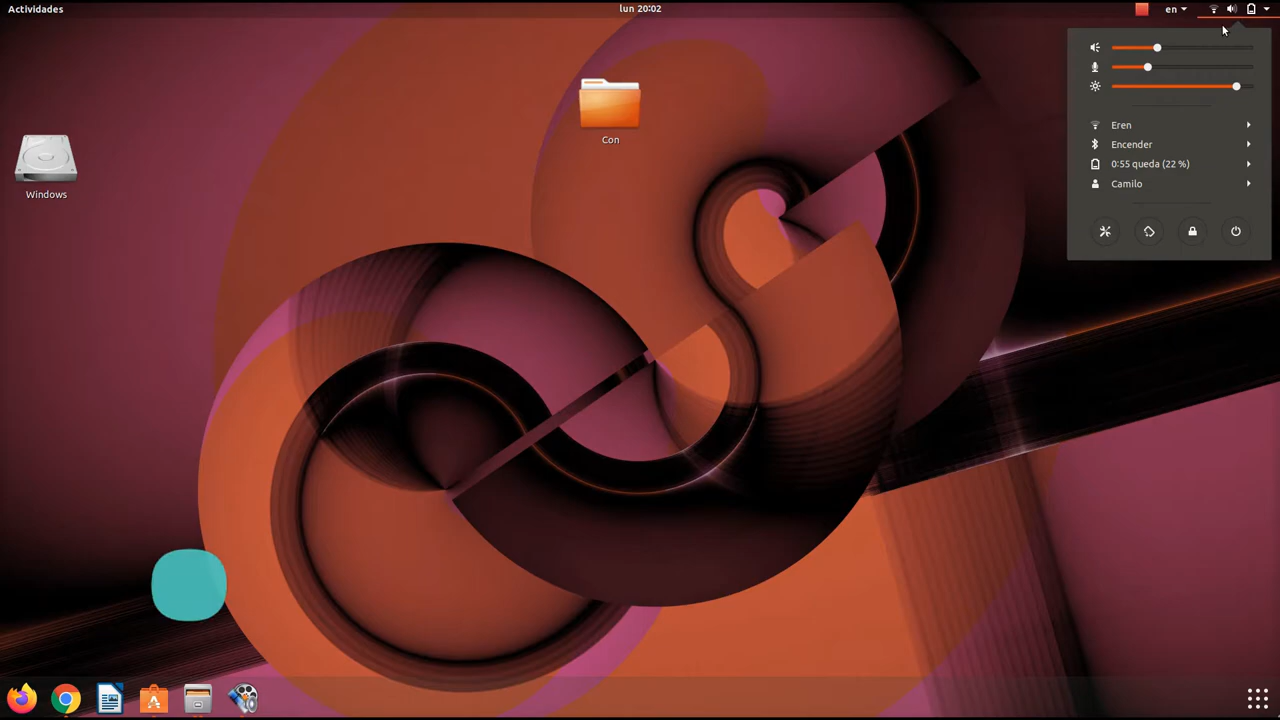 Actividades
lun 20:02
en
Eren
Encender
0:55 queda (22 %)
Camilo
Con
Windows